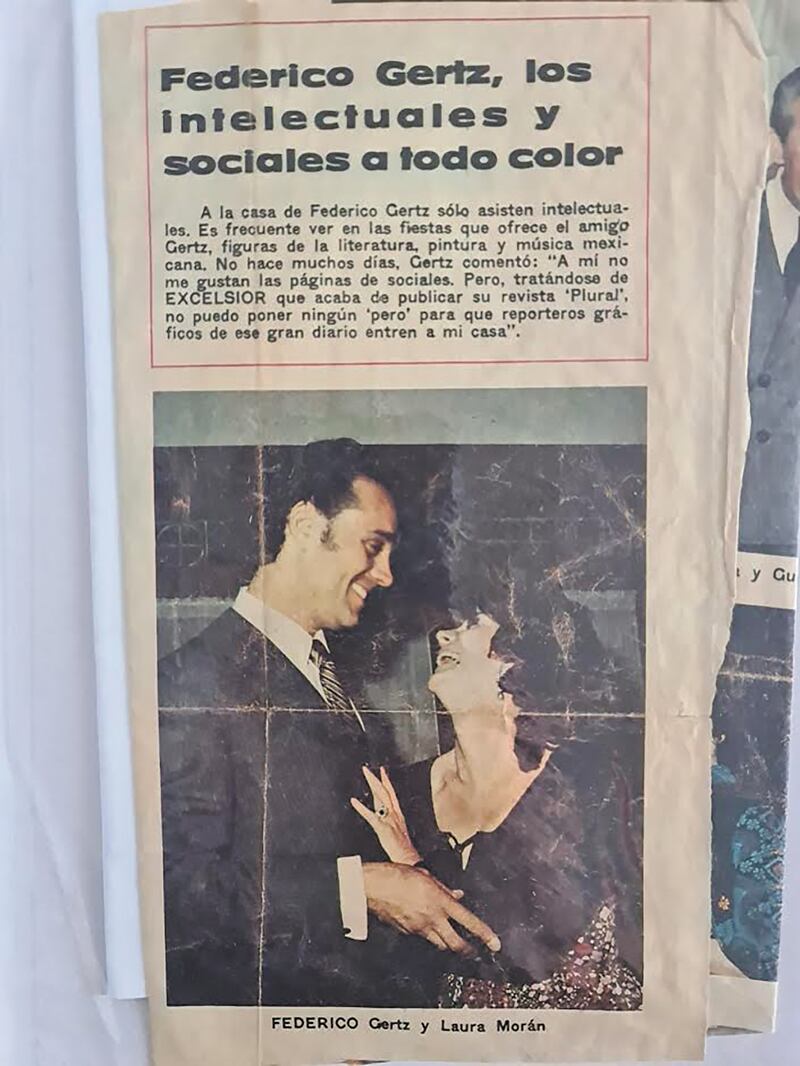 Federico Gertz, los
intelectuales y
sociales a todo color
A la casa de Federico Gertz sólo asisten intelectua-
les. Es frecuente ver en las fiestas que ofrece el amigo
Gertz, figuras de la literatura, pintura y música mexi-
cana. No hace muchos días, Gertz comentó: "A mí no
me gustan las páginas de sociales. Pero, tratándose de
EXCELSIOR que acaba de publicar su revista 'Plural',
no puedo poner ningún 'pero' para que reporteros grá-
ficos de ese gran diario entren a mi casa".
y Gu
FEDERICO Gertz y Laura Morán